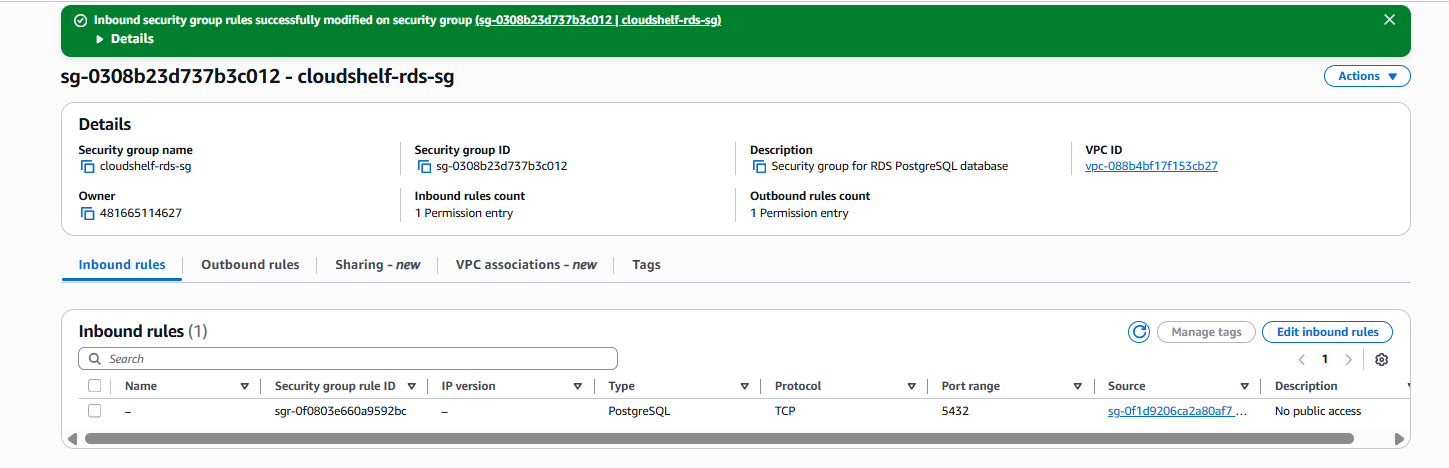 Inbound security group rules successfully modified on security group (sg-0308b23d737b3c012 | cloudshelf-rds-sg)
Details
sg-0308b23d737b3c012 - cloudshelf-rds-sg
Actions
Details
Security group name
cloudshelf-rds-sg
Security group ID
sg-0308b23d737b3c012
Description
Security group for RDS PostgreSQL database
VPC ID
vpc-088b4bf17f153cb27
Owner
481665114627
Inbound rules count
1 Permission entry
Outbound rules count
1 Permission entry
Inbound rules
Outbound rules
Sharing - new
VPC associations - new
Tags
Inbound rules (1)
Manage tags
Edit inbound rules
Search
1
Name Security group rule ID IP version Type Protocol Port range Source Description
– sgr-0f0803e660a9592bc – PostgreSQL TCP 5432 sg-0f1d9206ca2a80af7 ... No public access